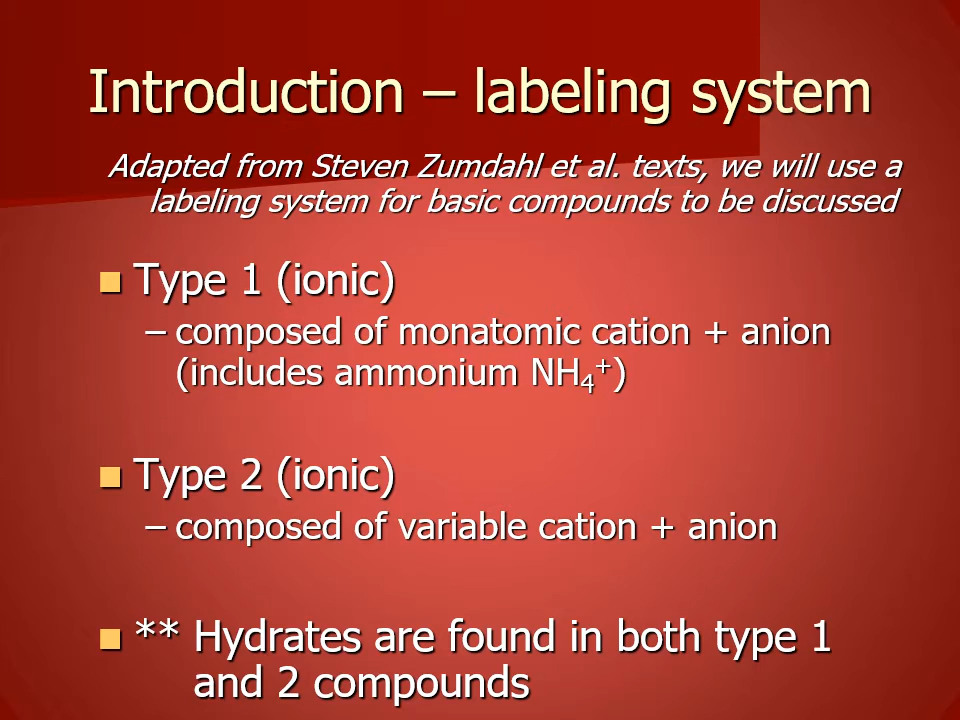 Introduction – labeling system
Adapted from Steven Zumdahl et al. texts, we will use a
labeling system for basic compounds to be discussed
■ Type 1 (ionic)
– composed of monatomic cation + anion
(includes ammonium NH₄⁺)
■ Type 2 (ionic)
– composed of variable cation + anion
■ ** Hydrates are found in both type 1
and 2 compounds